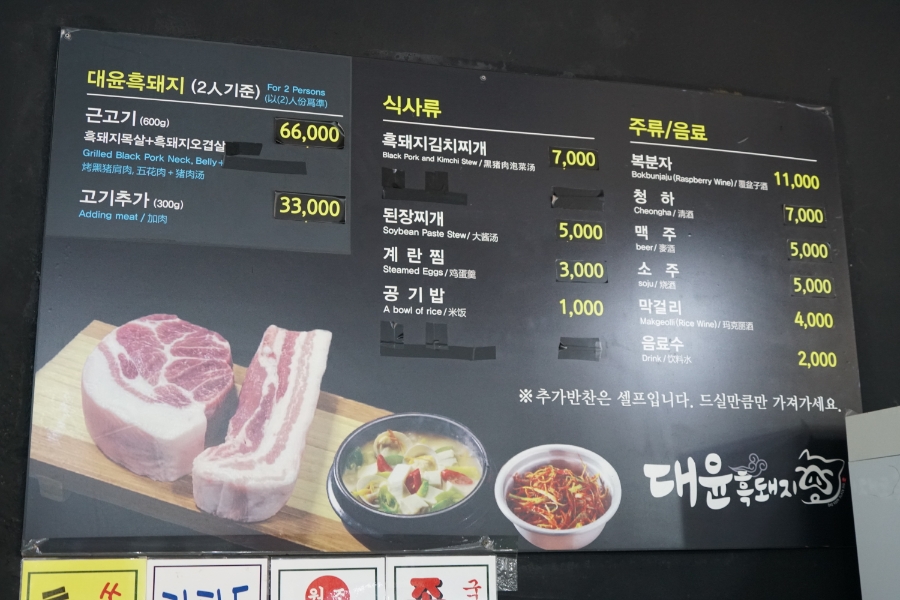 대윤흑돼지 (2人기준) For 2 Persons
(以(2)人份爲準)
근고기 (600g) 66,000
흑돼지목살+흑돼지오겹살
Grilled Black Pork Neck, Belly+
烤黑猪肩肉, 五花肉 + 猪肉汤
고기추가 (300g) 33,000
Adding meat / 加肉
식사류
흑돼지김치찌개 7,000
Black Pork and Kimchi Stew / 黑猪肉泡菜汤
된장찌개 5,000
Soybean Paste Stew / 大酱汤
계란찜 3,000
Steamed Eggs / 鸡蛋羹
공기밥 1,000
A bowl of rice / 米饭
주류/음료
복분자 11,000
Bokbunjaju (Raspberry Wine) / 覆盆子酒
청하 7,000
Cheongha / 清酒
맥주 5,000
beer / 麦酒
소주 5,000
soju / 烧酒
막걸리 4,000
Makgeolli (Rice Wine) / 玛克丽酒
음료수 2,000
Drink / 饮料水
※추가반찬은 셀프입니다. 드실만큼만 가져가세요.
대윤흑돼지
원조